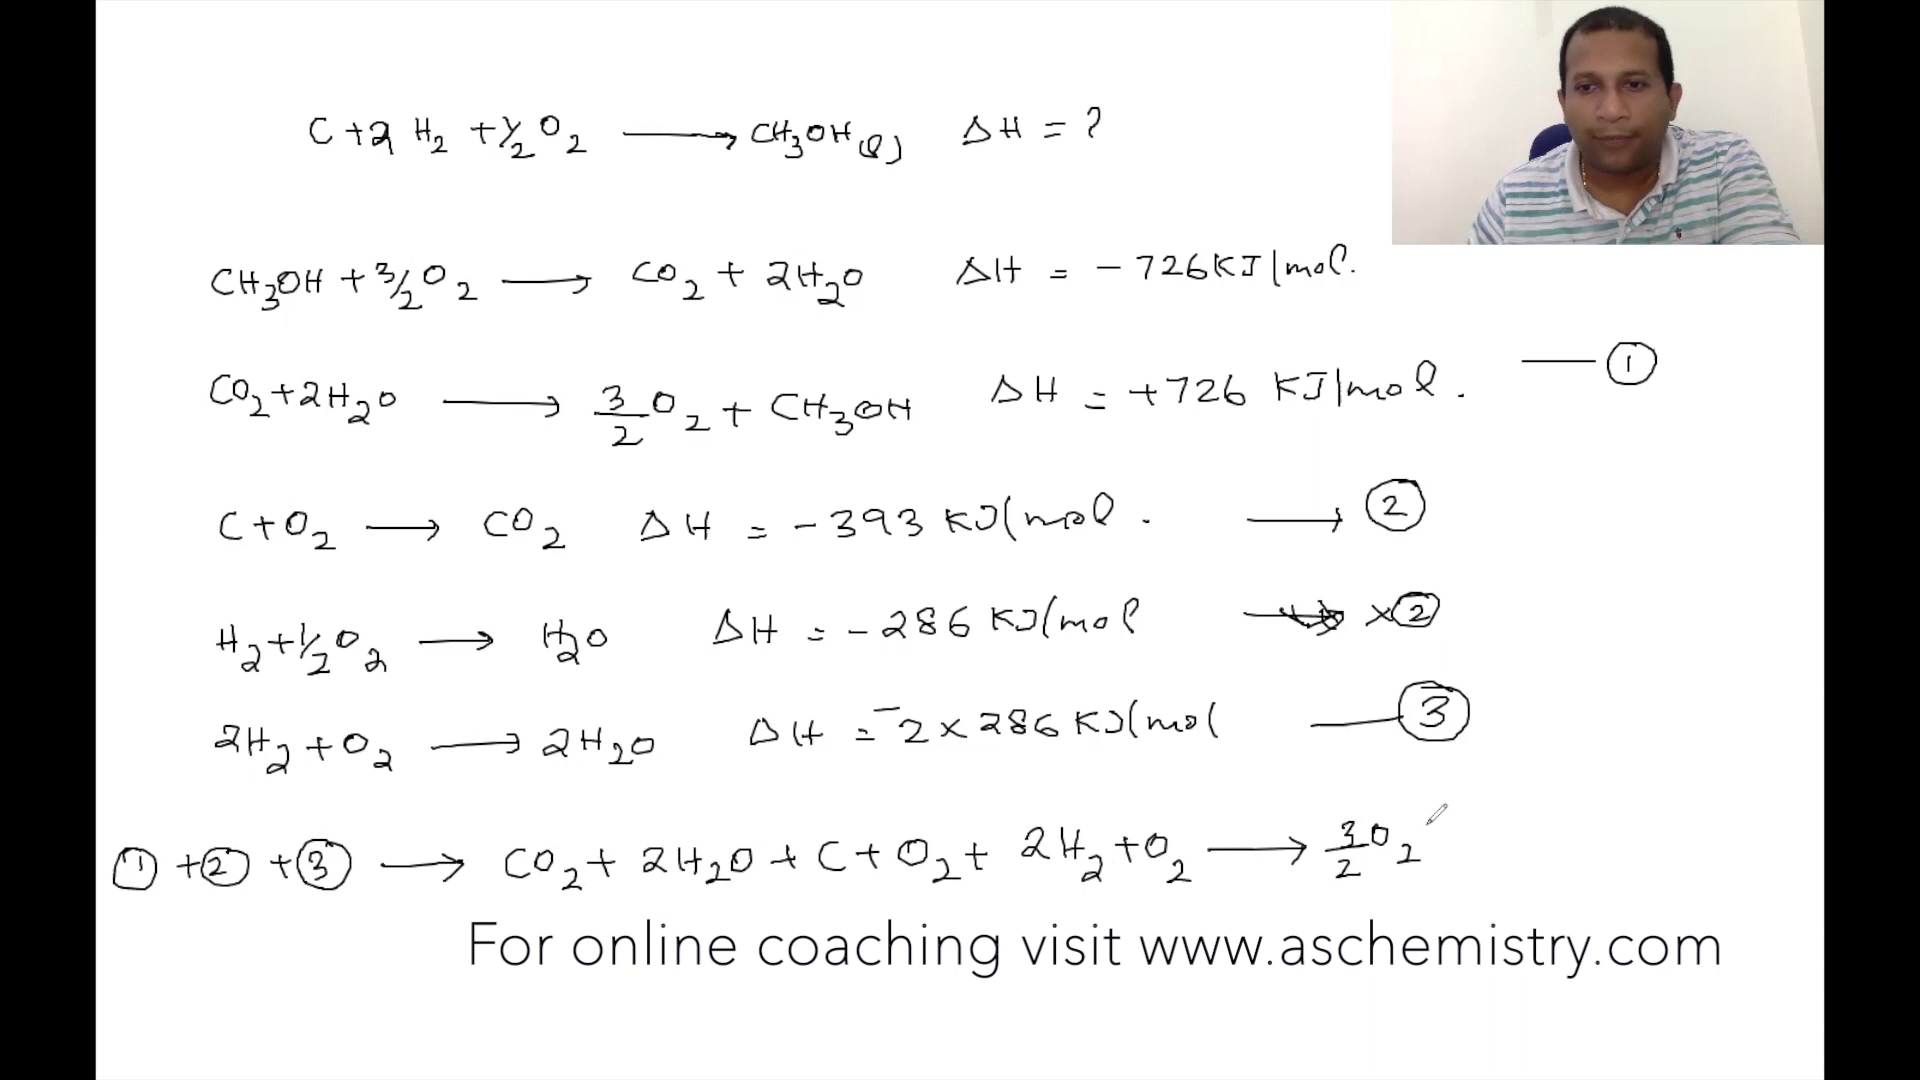 C + 2 H₂ + ½ O₂ ⟶ CH₃OH(l) ΔH = ?
CH₃OH + 3/2 O₂ ⟶ CO₂ + 2H₂O ΔH = - 726 KJ/mol.
CO₂ + 2H₂O ⟶ 3/2 O₂ + CH₃OH ΔH = +726 KJ/mol. — ①
C + O₂ ⟶ CO₂ ΔH = - 393 KJ/mol. ⟶ ②
H₂ + ½ O₂ ⟶ H₂O ΔH = - 286 KJ/mol ×②
2H₂ + O₂ ⟶ 2H₂O ΔH = -2 × 286 KJ/mol — ③
① + ② + ③ ⟶ CO₂ + 2H₂O + C + O₂ + 2H₂ + O₂ ⟶ 3/2 O₂
For online coaching visit www.aschemistry.com